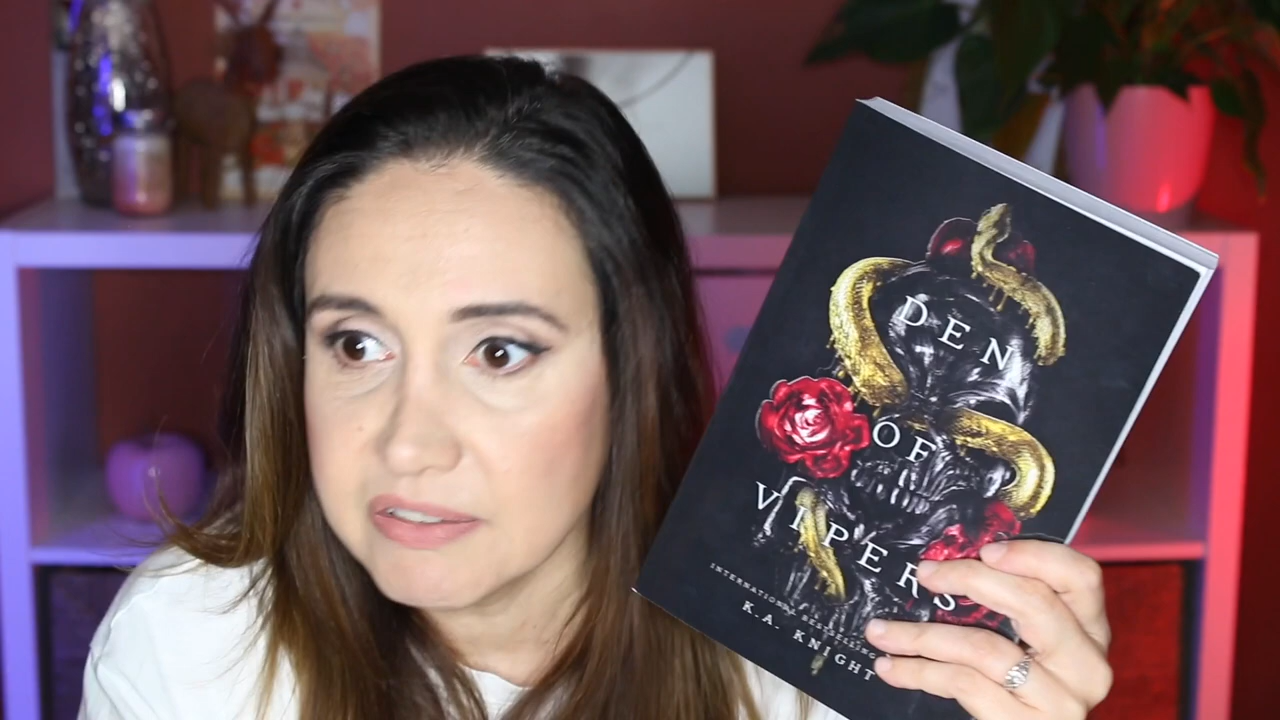 DEN
OF
VIPERS
INTERNATIONAL BESTSELLING
K.A. KNIGHT